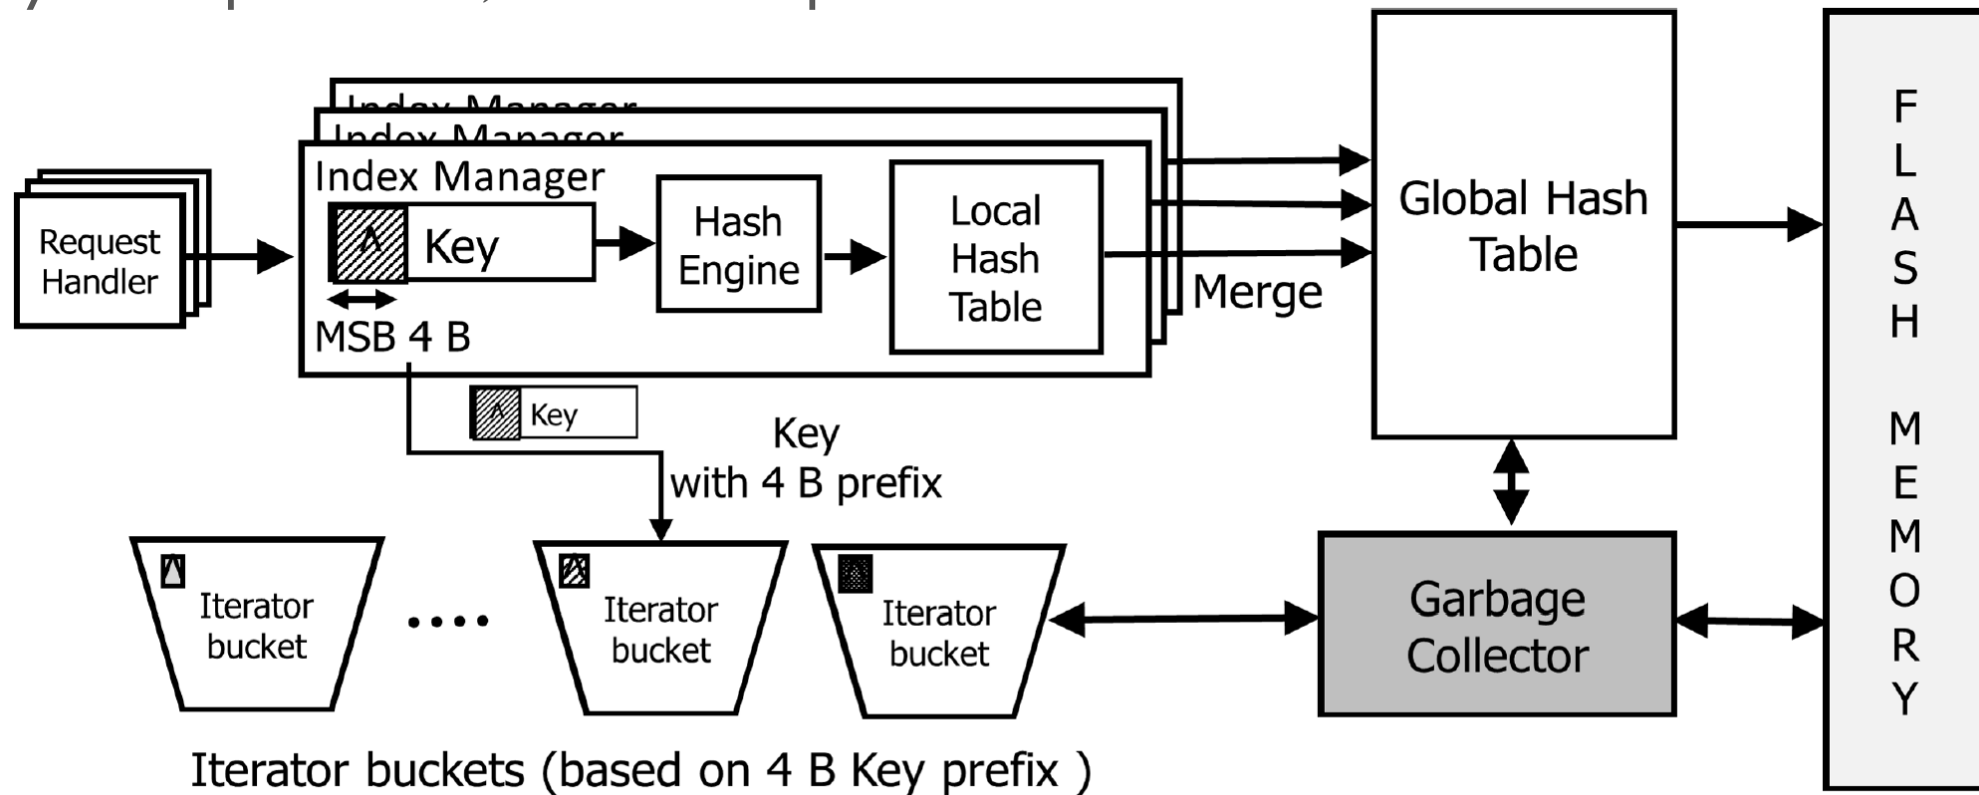 Index Manager
Index Manager
Index Manager
Key
MSB 4 B
Request
Handler
Hash
Engine
Local
Hash
Table
Merge
Global Hash
Table
F
L
A
S
H
M
E
M
O
R
Y
Key
Key
with 4 B prefix
Iterator
bucket
....
Iterator
bucket
Iterator
bucket
Garbage
Collector
Iterator buckets (based on 4 B Key prefix )